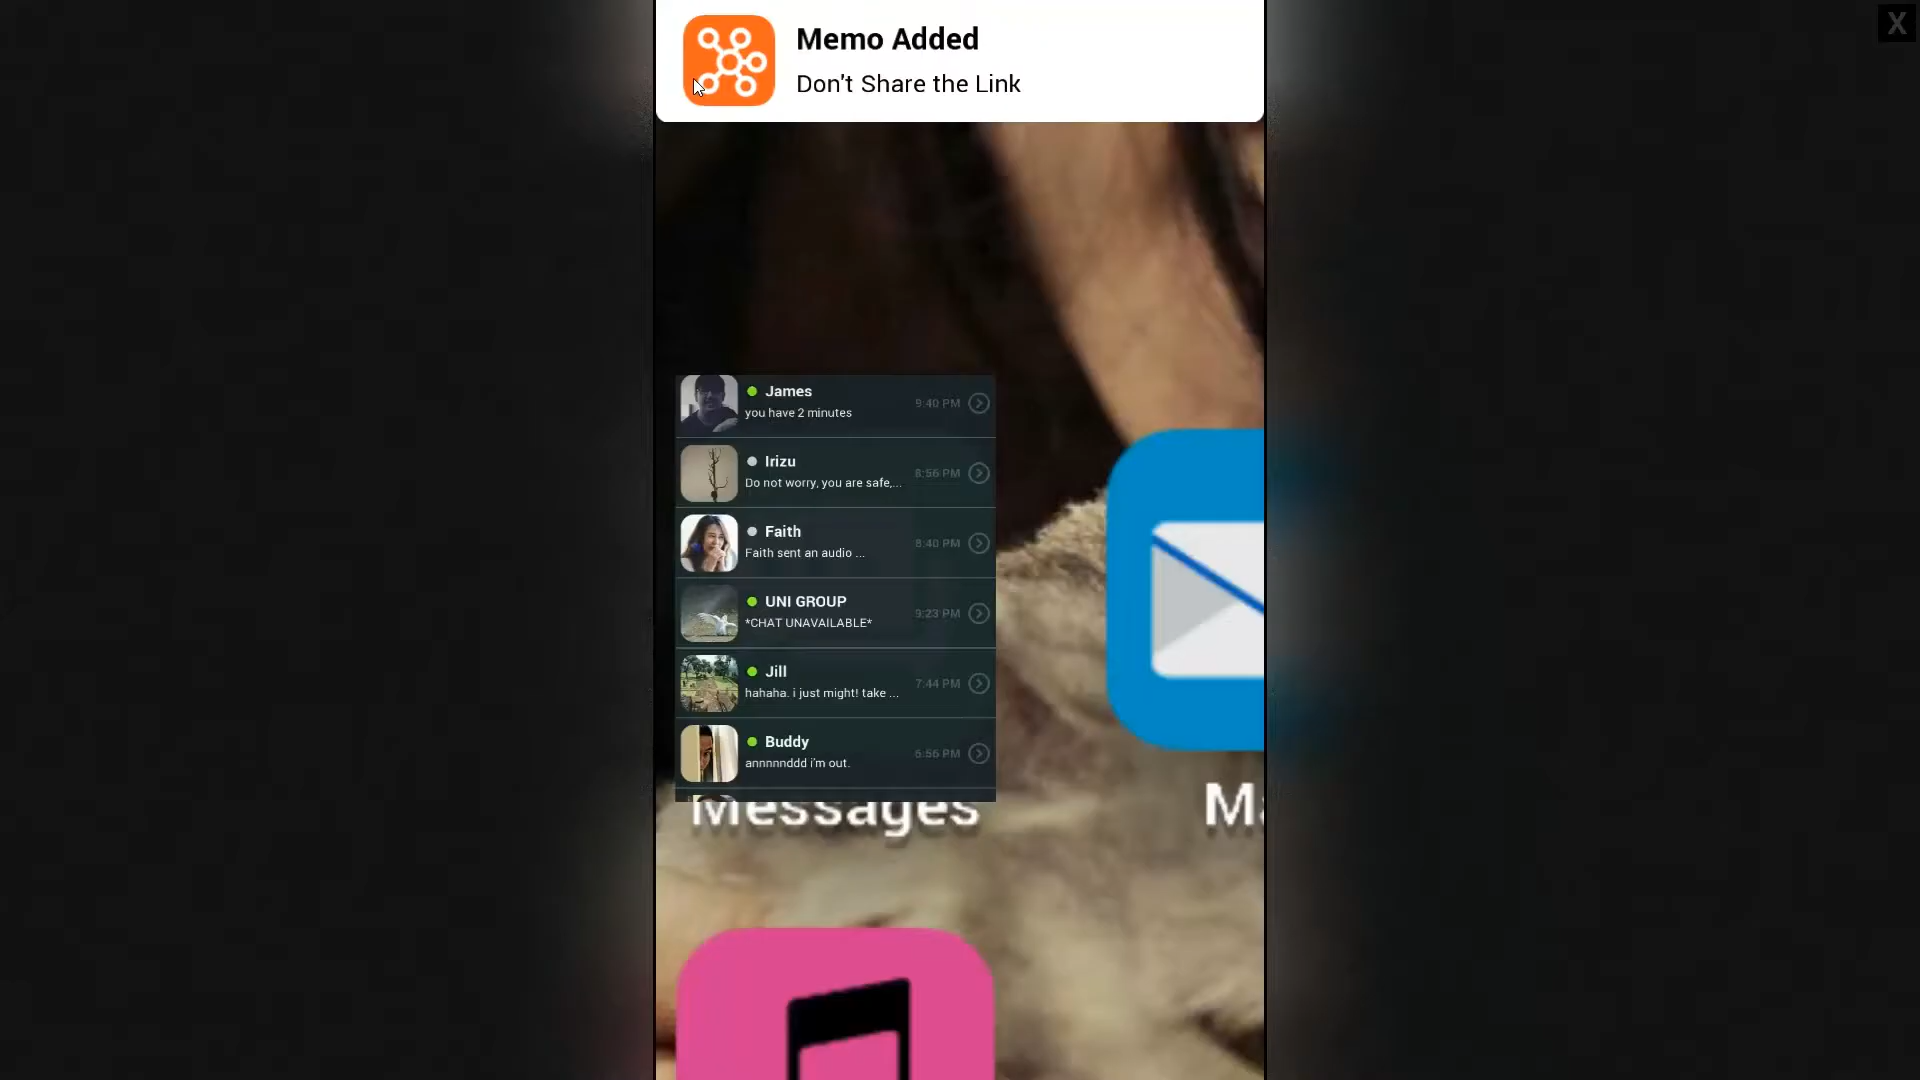 X
Memo Added
Don't Share the Link
James
you have 2 minutes
9:40 PM
Irizu
Do not worry, you are safe,...
8:56 PM
Faith
Faith sent an audio ...
8:40 PM
UNI GROUP
*CHAT UNAVAILABLE*
9:23 PM
Jill
hahaha. i just might! take ...
7:44 PM
Buddy
annnnnddd i'm out.
6:56 PM
Messages
Ma